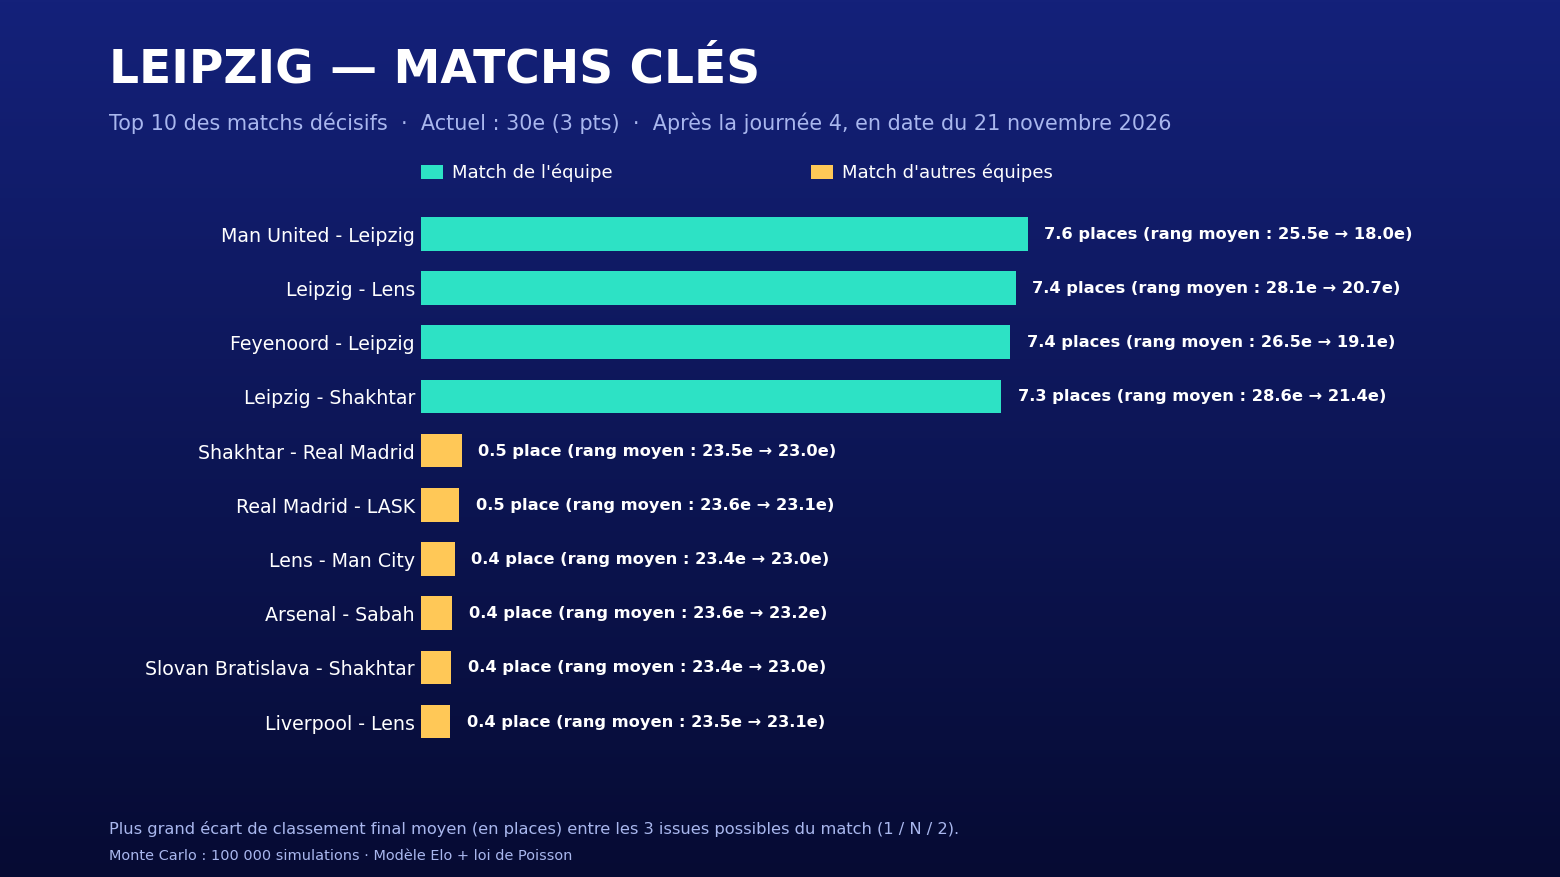 LEIPZIG — MATCHS CLÉS
Top 10 des matchs décisifs · Actuel : 30e (3 pts) · Après la journée 4, en date du 21 novembre 2026
Match de l'équipe
Match d'autres équipes
Man United - Leipzig 7.6 places (rang moyen : 25.5e → 18.0e)
Leipzig - Lens 7.4 places (rang moyen : 28.1e → 20.7e)
Feyenoord - Leipzig 7.4 places (rang moyen : 26.5e → 19.1e)
Leipzig - Shakhtar 7.3 places (rang moyen : 28.6e → 21.4e)
Shakhtar - Real Madrid 0.5 place (rang moyen : 23.5e → 23.0e)
Real Madrid - LASK 0.5 place (rang moyen : 23.6e → 23.1e)
Lens - Man City 0.4 place (rang moyen : 23.4e → 23.0e)
Arsenal - Sabah 0.4 place (rang moyen : 23.6e → 23.2e)
Slovan Bratislava - Shakhtar 0.4 place (rang moyen : 23.4e → 23.0e)
Liverpool - Lens 0.4 place (rang moyen : 23.5e → 23.1e)
Plus grand écart de classement final moyen (en places) entre les 3 issues possibles du match (1 / N / 2).
Monte Carlo : 100 000 simulations · Modèle Elo + loi de Poisson